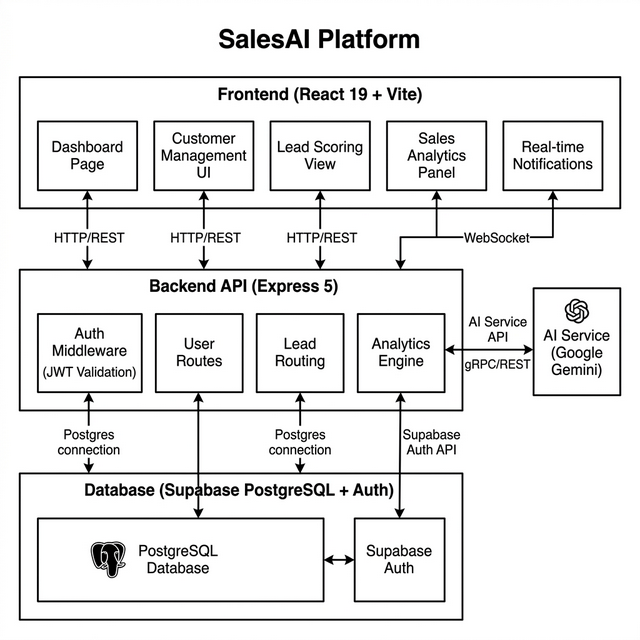 SalesAI Platform
Frontend (React 19 + Vite)
Dashboard
Page
Customer
Management
UI
Lead Scoring
View
Sales
Analytics
Panel
Real-time
Notifications
HTTP/REST
HTTP/REST
HTTP/REST
WebSocket
Backend API (Express 5)
Auth
Middleware
(JWT Validation)
User
Routes
Lead
Routing
Analytics
Engine
AI Service
API
gRPC/REST
AI Service
(Google
Gemini)
Postgres
connection
Postgres
connection
Supabase
Auth API
Database (Supabase PostgreSQL + Auth)
PostgreSQL
Database
Supabase
Auth